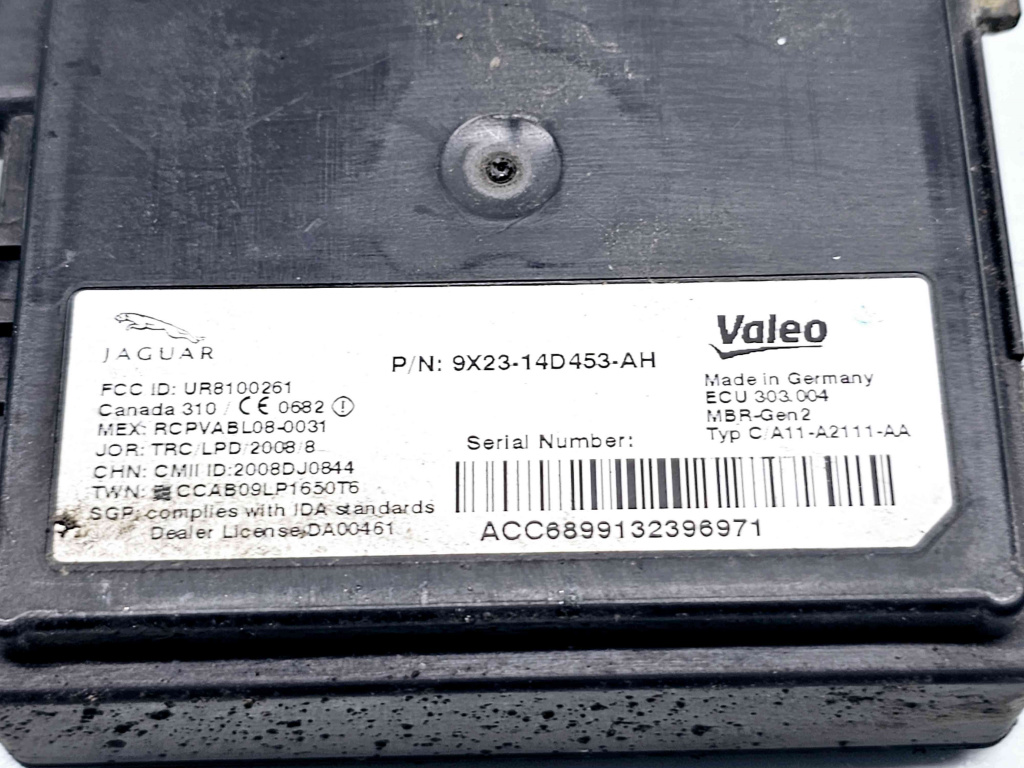 JAGUAR
Valeo
P/N: 9X23-14D453-AH
FCC ID: UR8100261
Canada 310 / CE 0682
MEX: RCPVABL08-0031
JOR: TRC/LPD/2008/8
CHN: CMII ID:2008DJ0844
TWN: CCAB09LP1650T6
SGP: complies with IDA standards
Dealer License,DA00461
Made in Germany
ECU 303.004
MBR-Gen2
Typ C/A11-A2111-AA
Serial Number:
ACC6899132396971